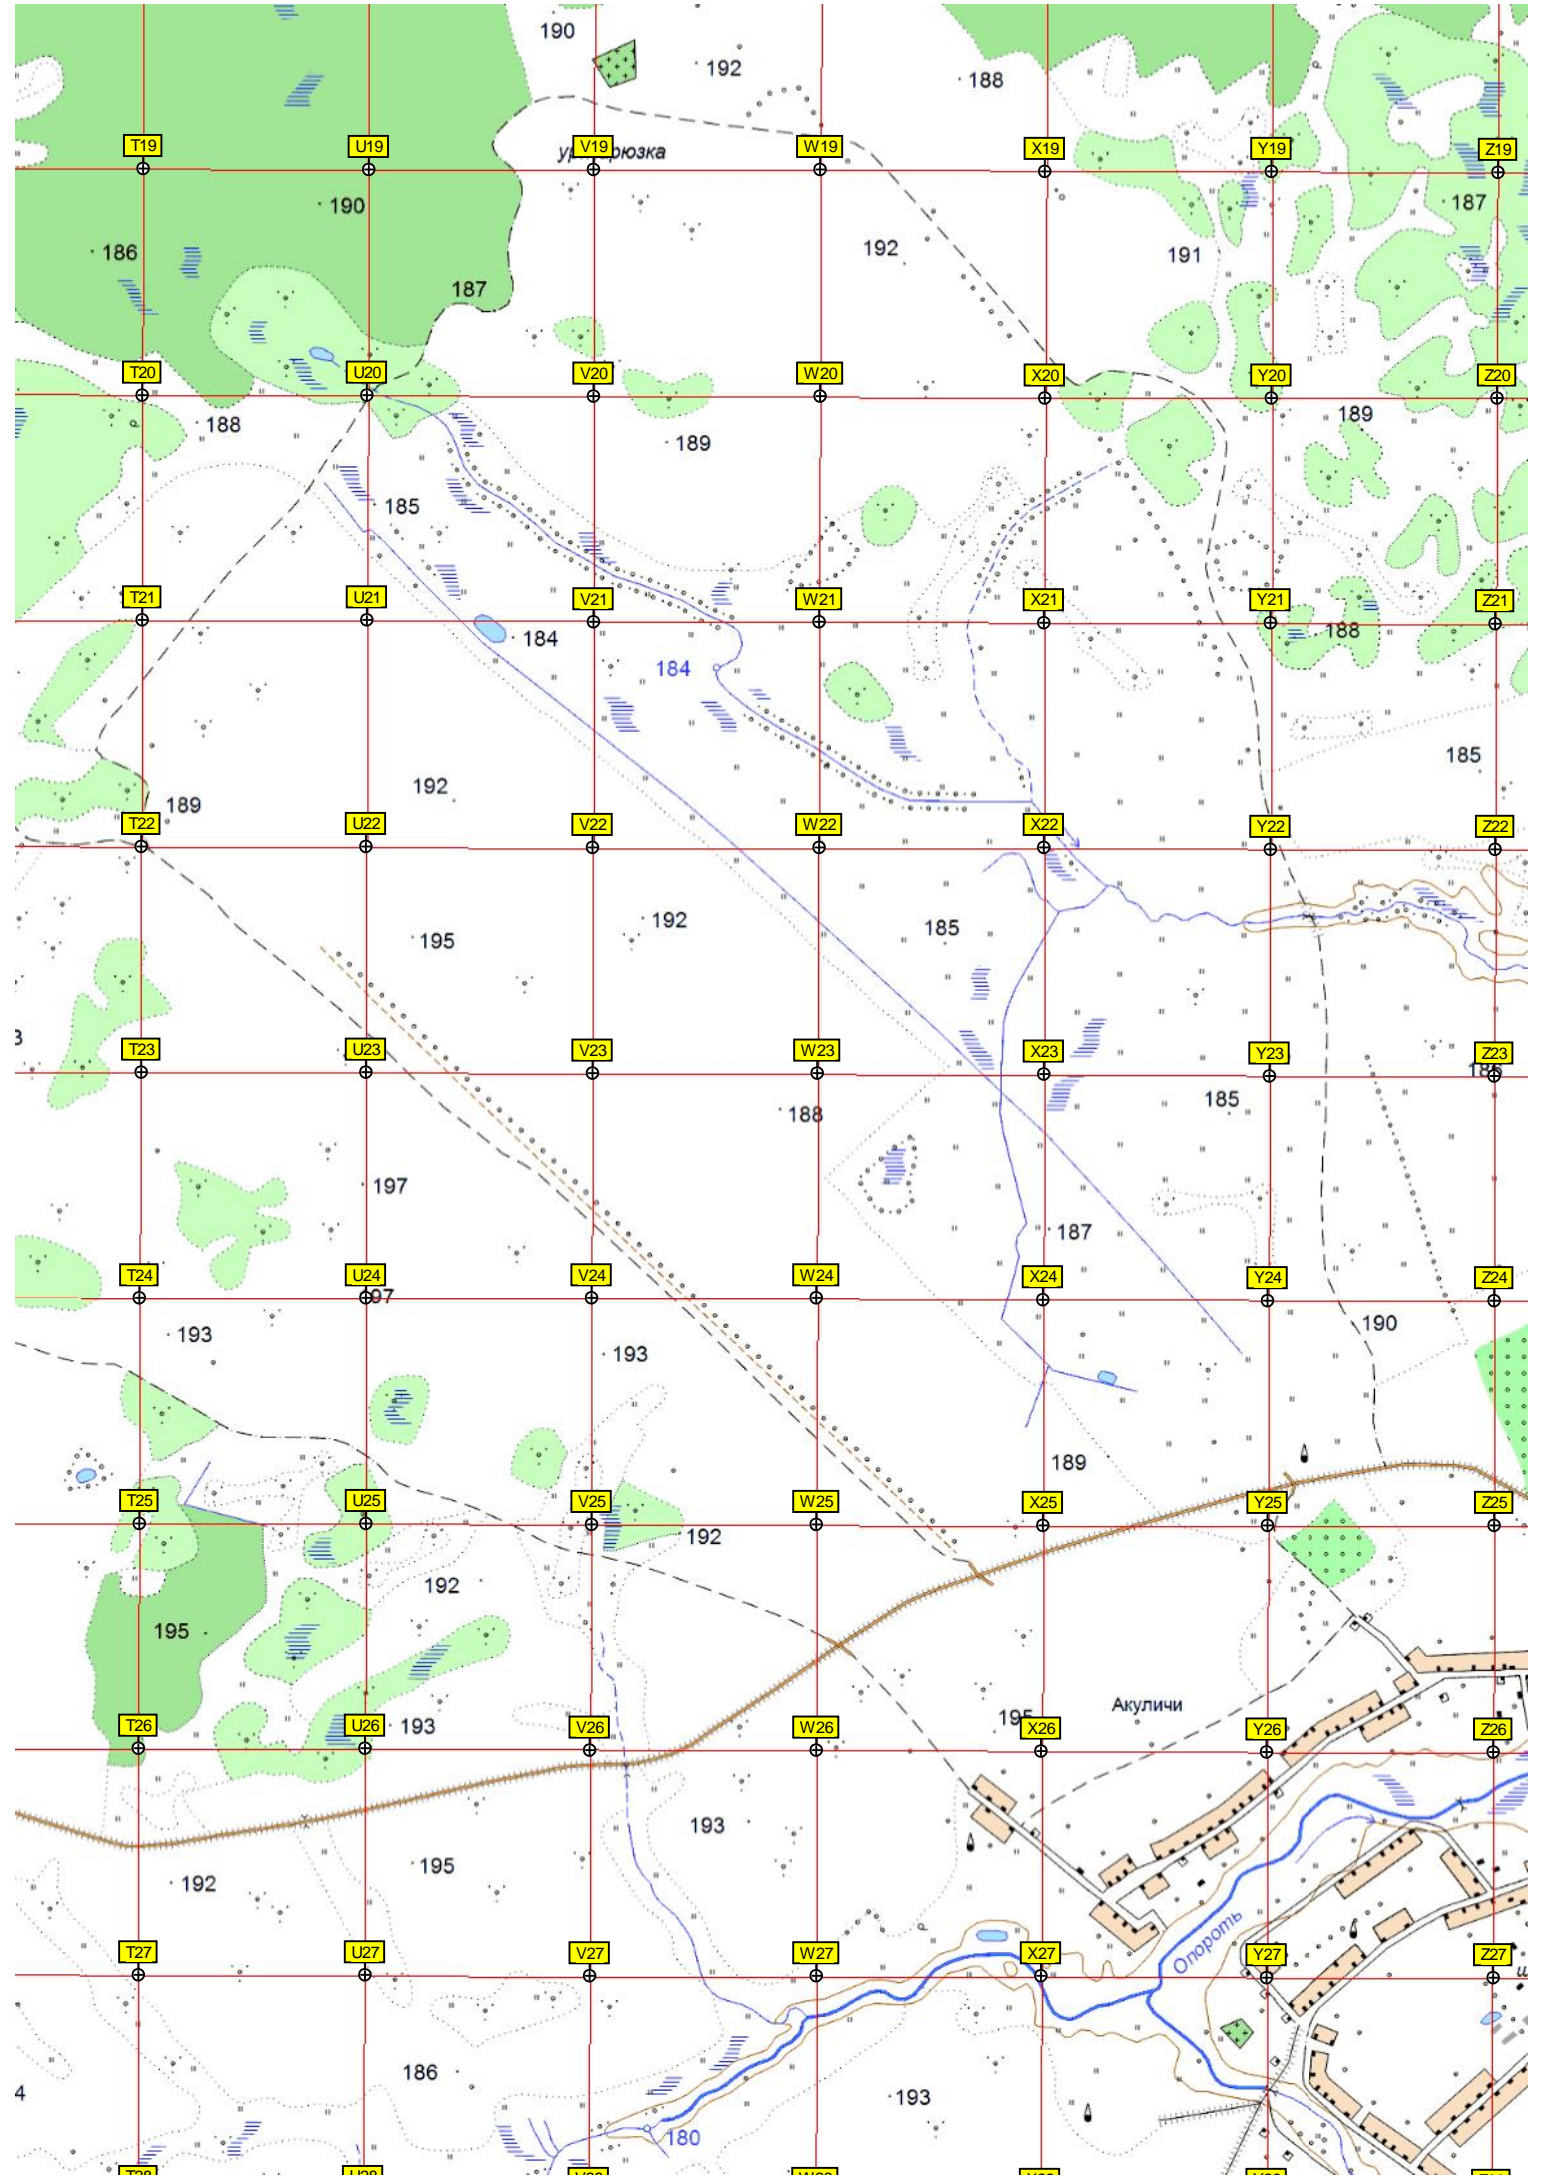 190
192
188
T19
U19
V19
W19
X19
Y19
Z19
190
187
186
192
191
187
T20
U20
V20
W20
X20
Y20
Z20
188
189
189
185
T21
U21
V21
W21
X21
Y21
Z21
184
184
188
185
192
189
T22
U22
V22
W22
X22
Y22
Z22
195
192
185
T23
U23
V23
W23
X23
Y23
Z23
188
185
197
187
T24
U24
V24
W24
X24
Y24
Z24
97
193
193
190
189
T25
U25
V25
W25
X25
Y25
Z25
192
192
195
Акуличи
195
T26
U26
V26
W26
X26
Y26
Z26
193
193
195
192
Опороть
T27
U27
V27
W27
X27
Y27
Z27
186
4
193
180